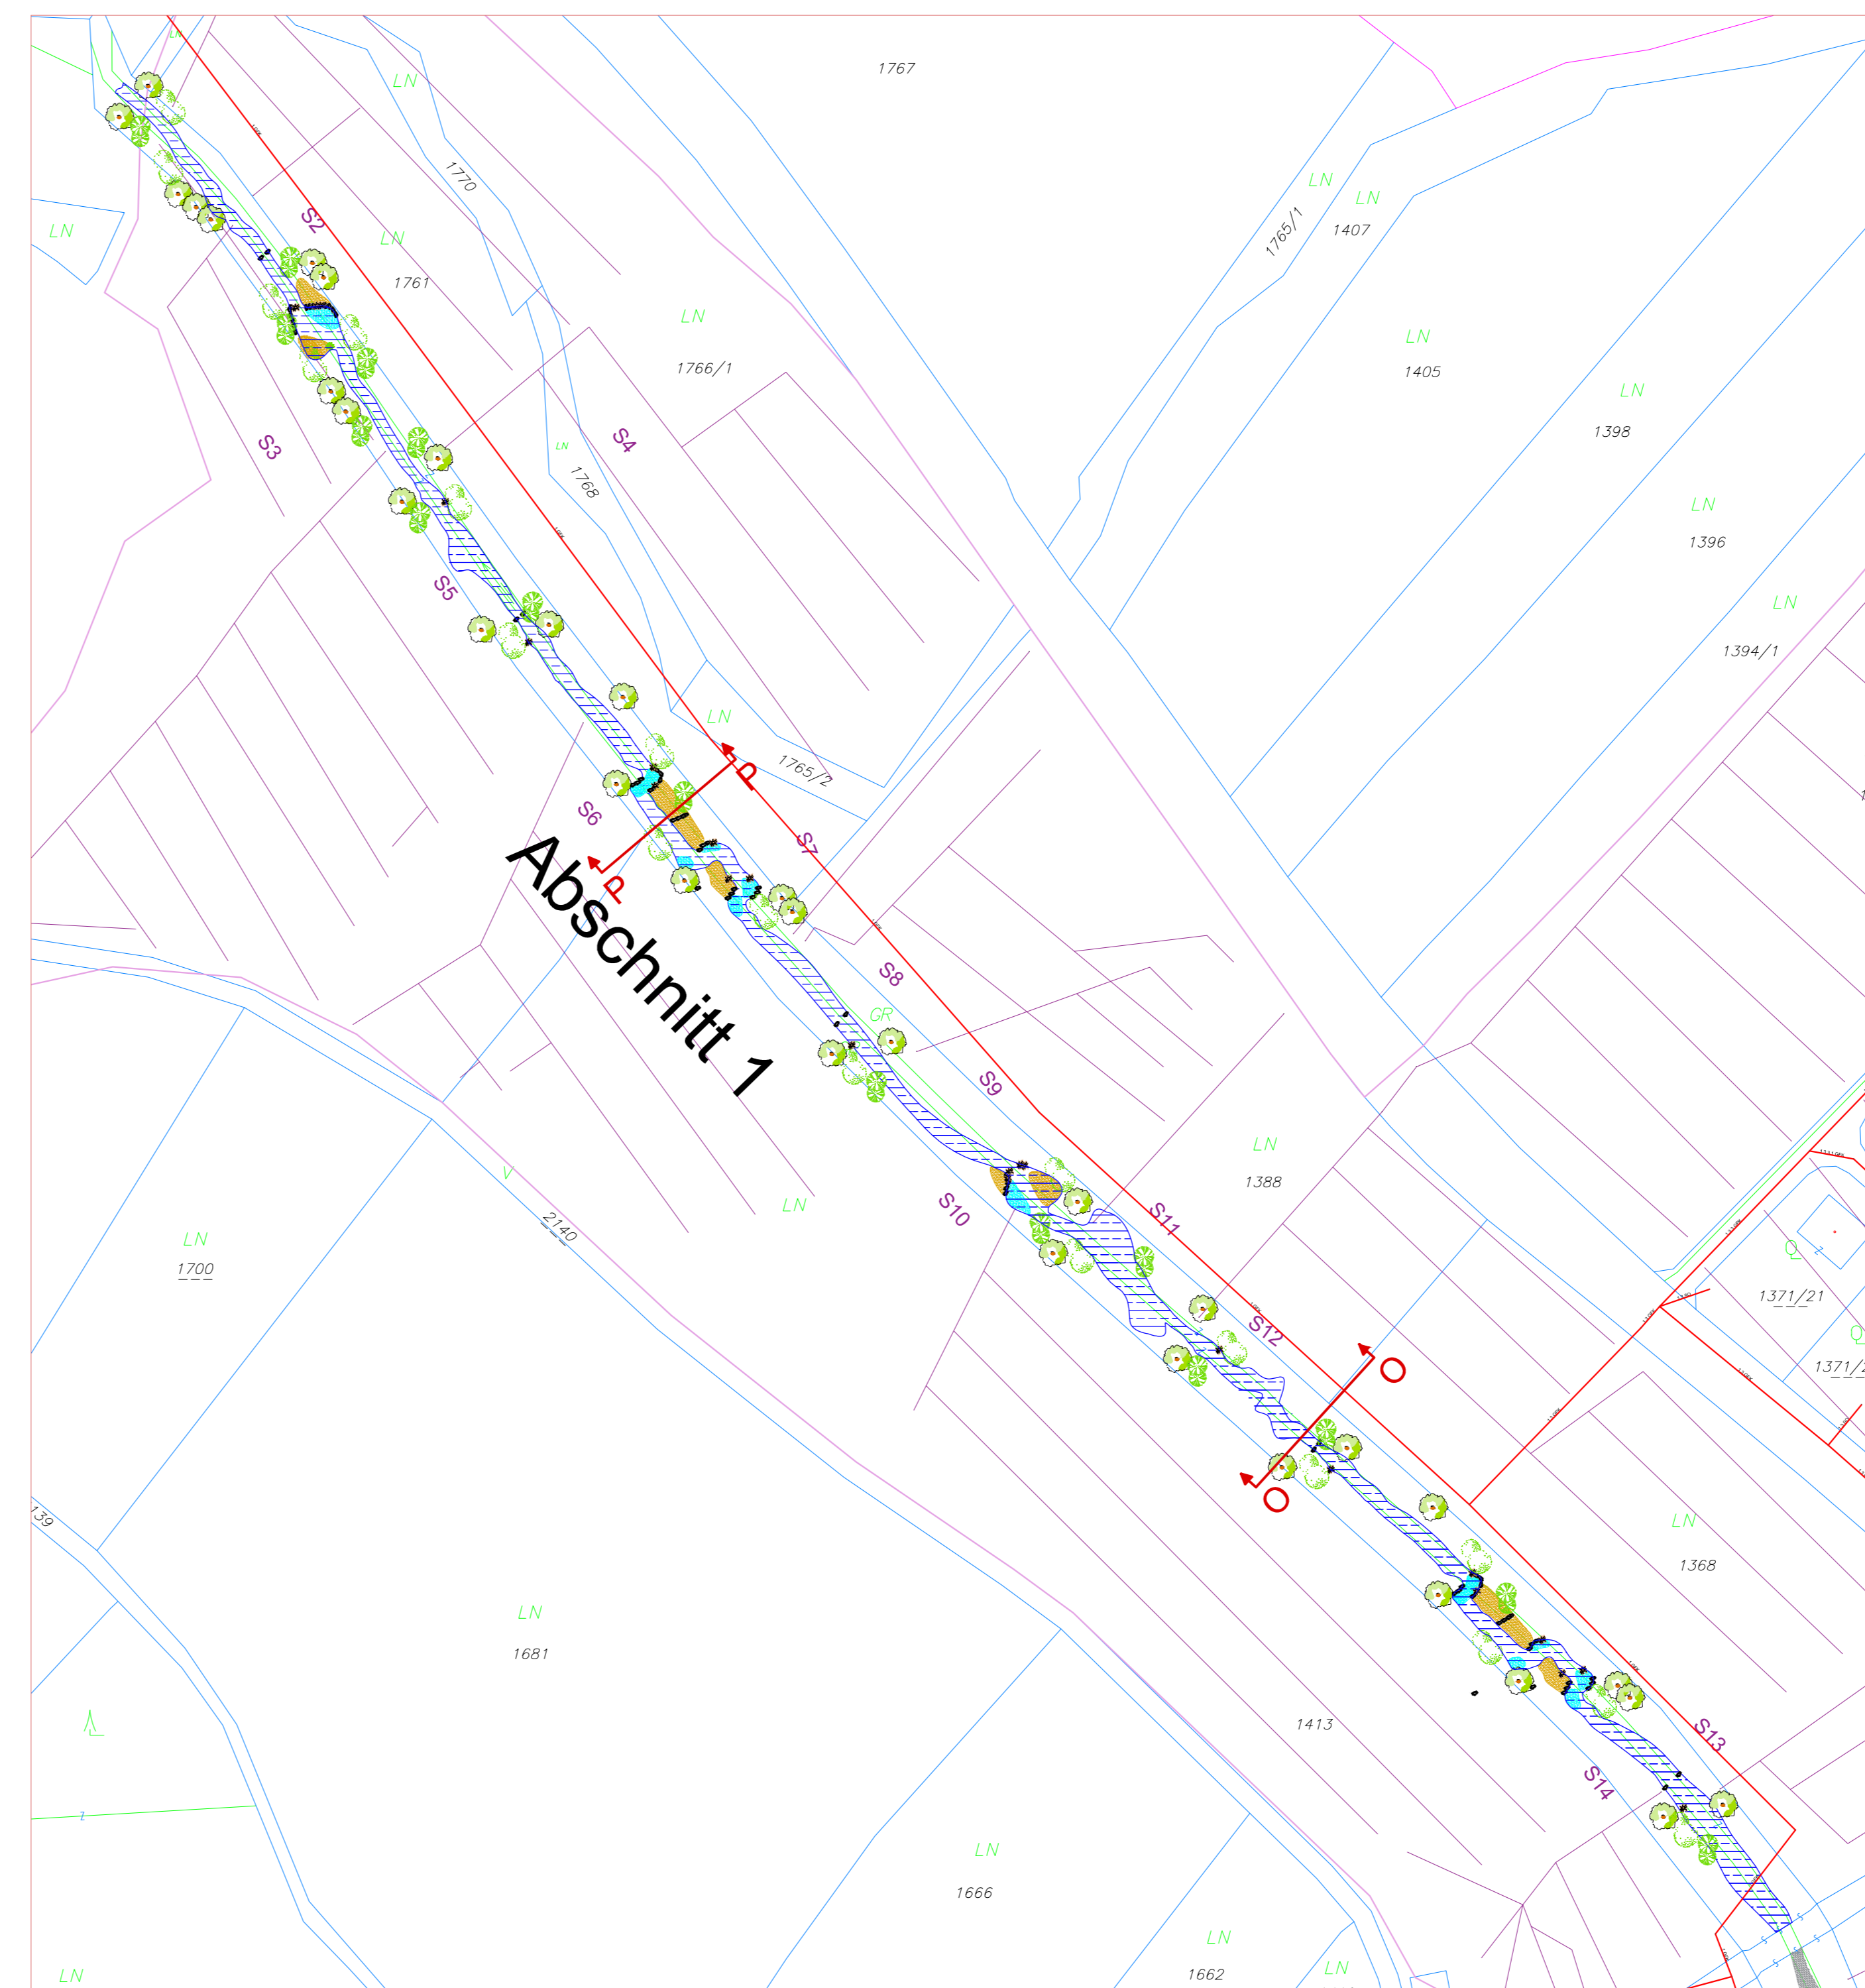 LN
1767
LN
1770
LN
1765/1
LN
1407
LN
S2
LN
1761
LN
1766/1
LN
1405
LN
1398
S3
S4
LN
1768
LN
1396
S5
LN
1394/1
LN
P
1765/2
S6
S7
P
Abschnitt 1
S8
GR
S9
LN
1388
V
LN
S10
S11
2140
LN
1700
Q
Z
1371/21
Q
S12
O
O
139
LN
1368
LN
1681
1413
S13
S14
Z
LN
1666
LN
1662
LN
LN